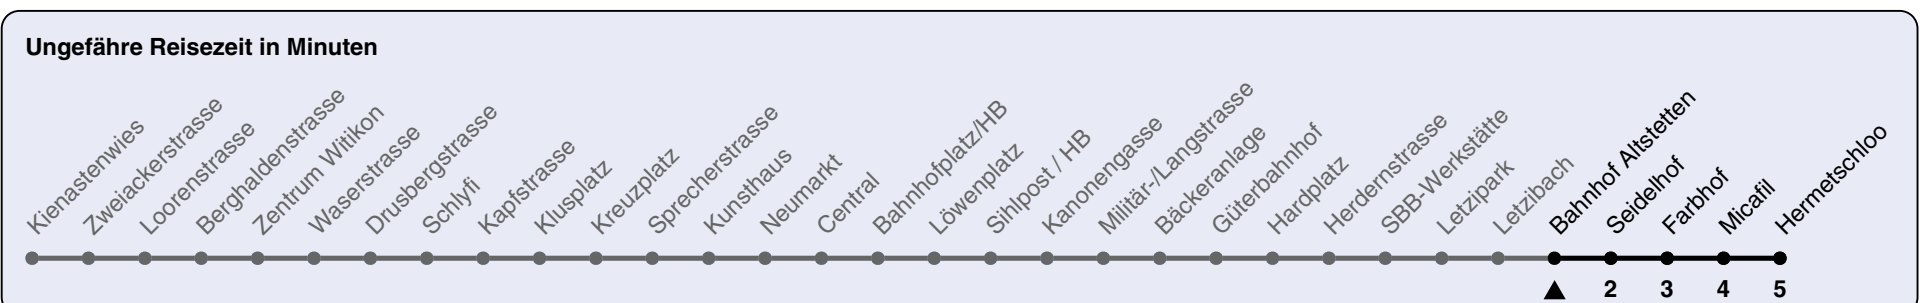 Ungefähre Reisezeit in Minuten
Kienastenwies
Zweiackerstrasse
Loorenstrasse
Berghaldenstrasse
Zentrum Witikon
Waserstrasse
Drusbergstrasse
Schlyfi
Kapfstrasse
Klusplatz
Kreuzplatz
Sprecherstrasse
Kunsthaus
Neumarkt
Central
Bahnhofplatz/HB
Löwenplatz
Sihlpost / HB
Kanonengasse
Militär-/Langstrasse
Bäckeranlage
Güterbahnhof
Hardplatz
Herdernstrasse
SBB-Werkstätte
Letzipark
Letzibach
Bahnhof Altstetten
Seidelhof
Farbhof
Micafil
Hermetschloo
2 3 4 5